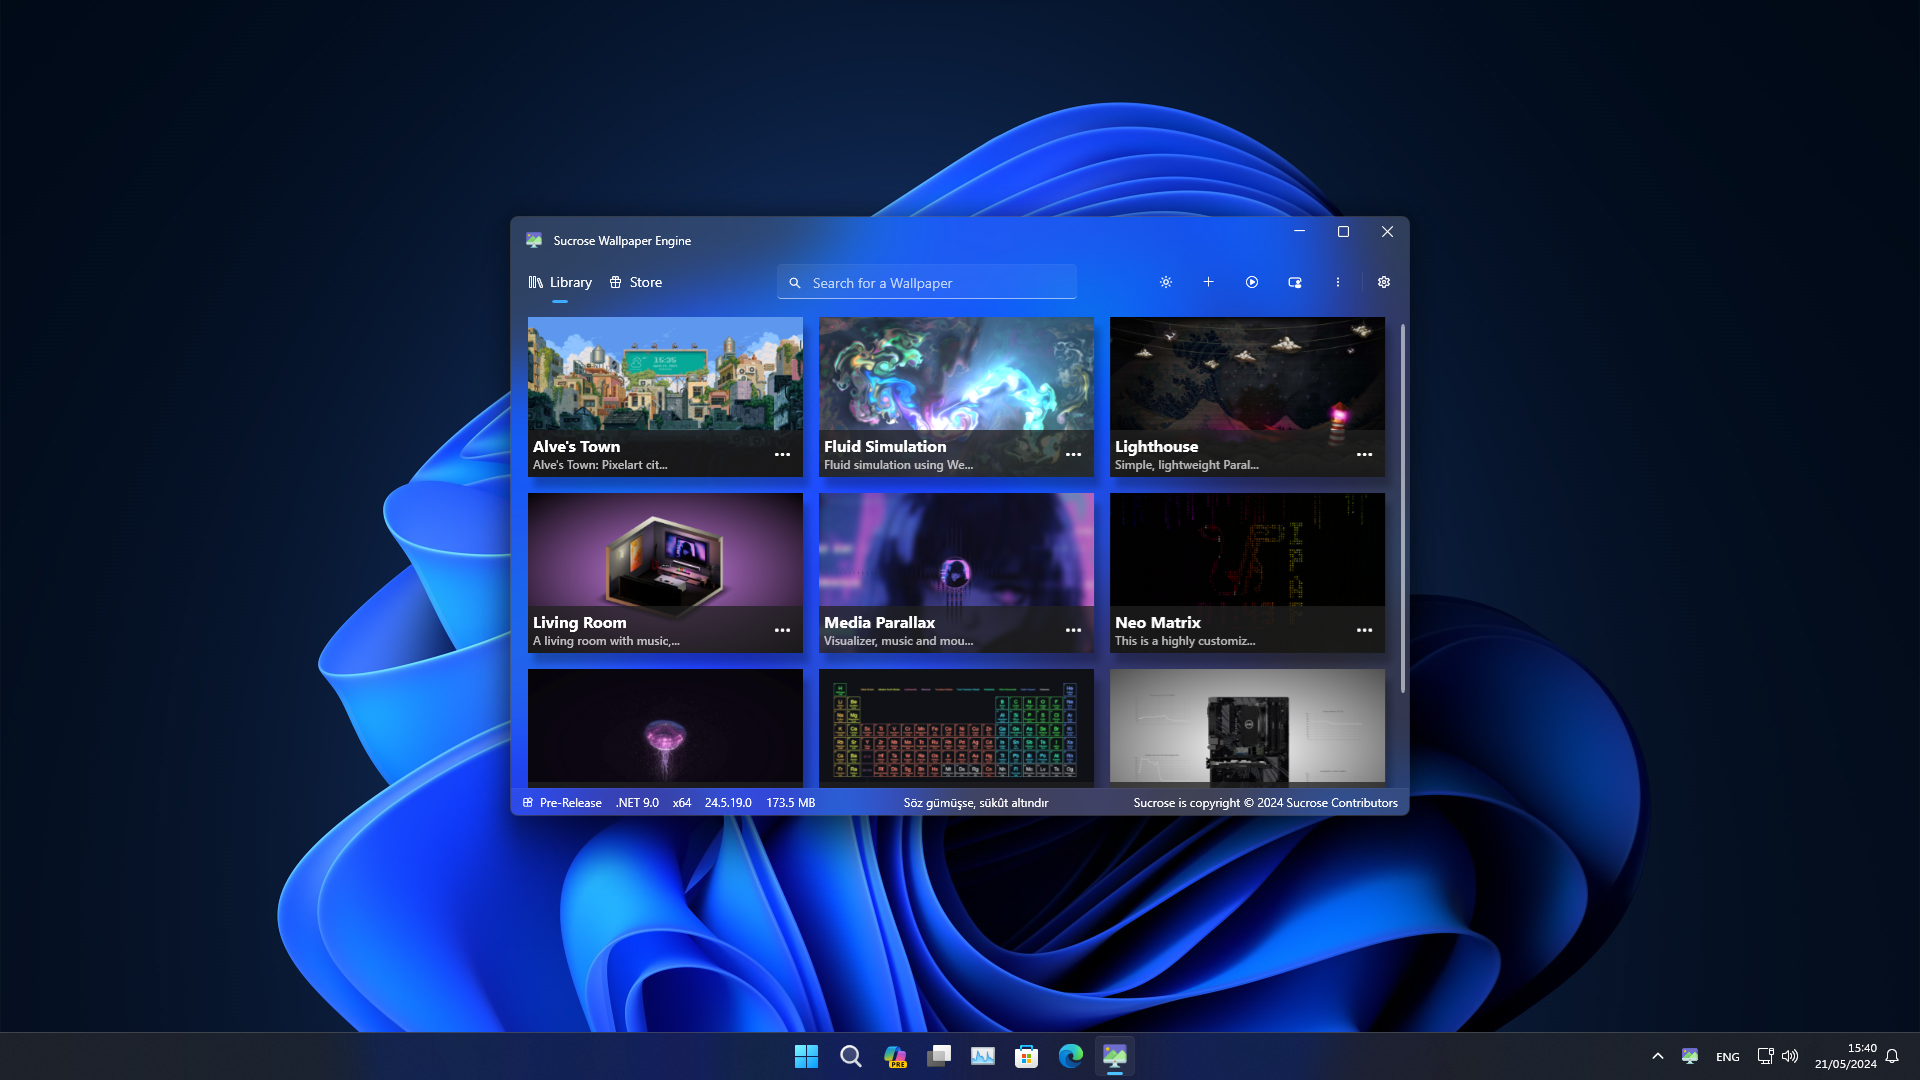 Sucrose Wallpaper Engine
Library
Store
Search for a Wallpaper
15:35
Alve's Town
Alve's Town: Pixelart cit...
Fluid Simulation
Fluid simulation using We...
Lighthouse
Simple, lightweight Paral...
Living Room
A living room with music,...
Media Parallax
Visualizer, music and mou...
Neo Matrix
This is a highly customiz...
Pre-Release .NET 9.0 x64 24.5.19.0 173.5 MB
Söz gümüşse, sükût altındır
Sucrose is copyright © 2024 Sucrose Contributors
PRE
ENG
15:40
21/05/2024